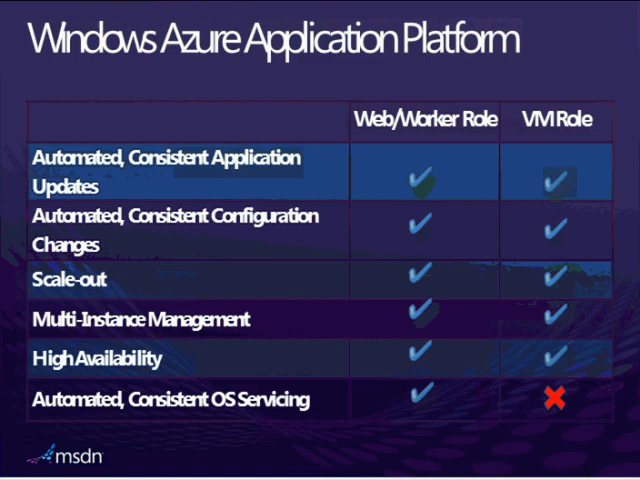 Windows Azure Application Platform
Web/Worker Role VM Role
Automated, Consistent Application
Updates
Automated, Consistent Configuration
Changes
Scale-out
Multi-Instance Management
High Availability
Automated, Consistent OS Servicing
msdn